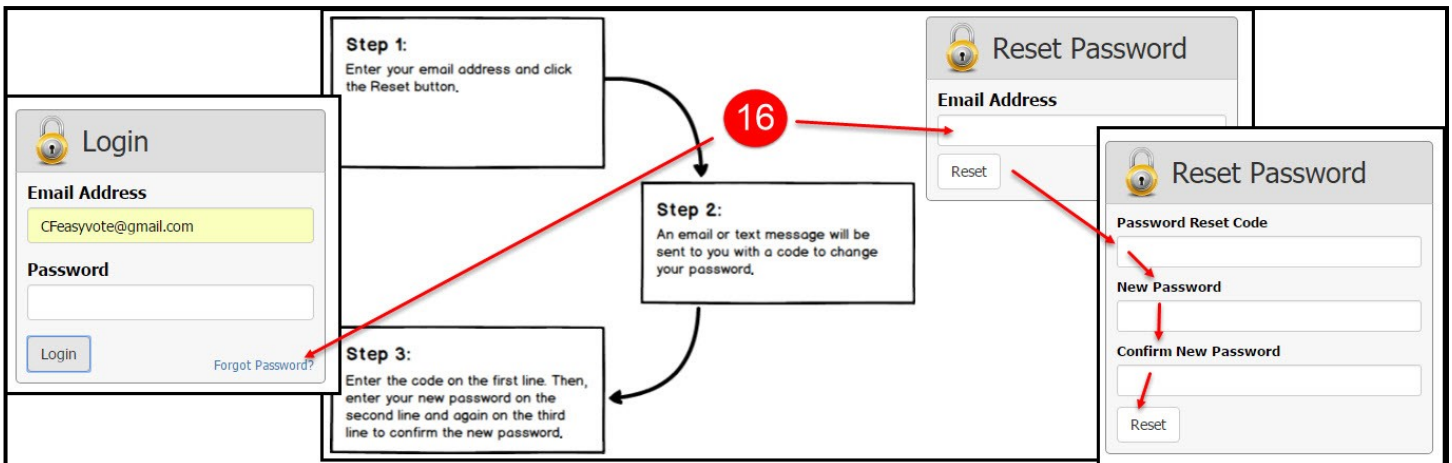 Login
Email Address
CFeasyvote@gmail.com
Password
Login
Forgot Password?
Step 1:
Enter your email address and click
the Reset button.
Step 2:
An email or text message will be
sent to you with a code to change
your password.
Step 3:
Enter the code on the first line. Then,
enter your new password on the
second line and again on the third
line to confirm the new password.
16
Reset Password
Email Address
Reset
Reset Password
Password Reset Code
New Password
Confirm New Password
Reset